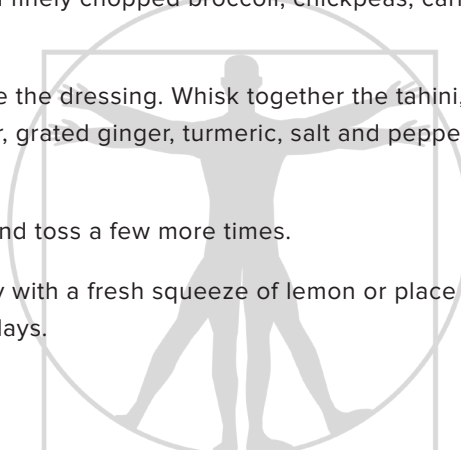 finely chopped broccoli, chickpeas,
the dressing. Whisk together the tahini,
grated ginger, turmeric, salt and
toss a few more times.
with a fresh squeeze of lemon or place